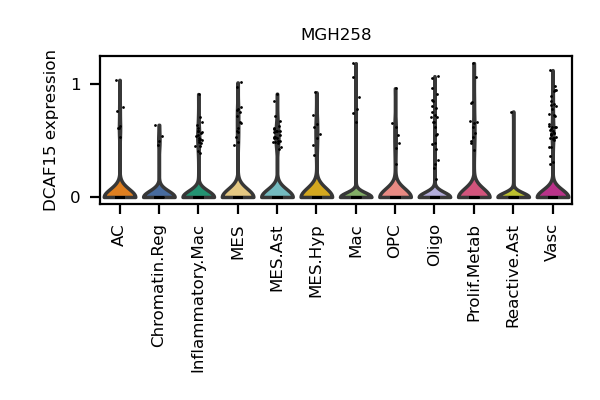 MGH258
DCAF15 expression
1
0
AC
Chromatin.Reg
Inflammatory.Mac
MES
MES.Ast
MES.Hyp
Mac
OPC
Oligo
Prolif.Metab
Reactive.Ast
Vasc